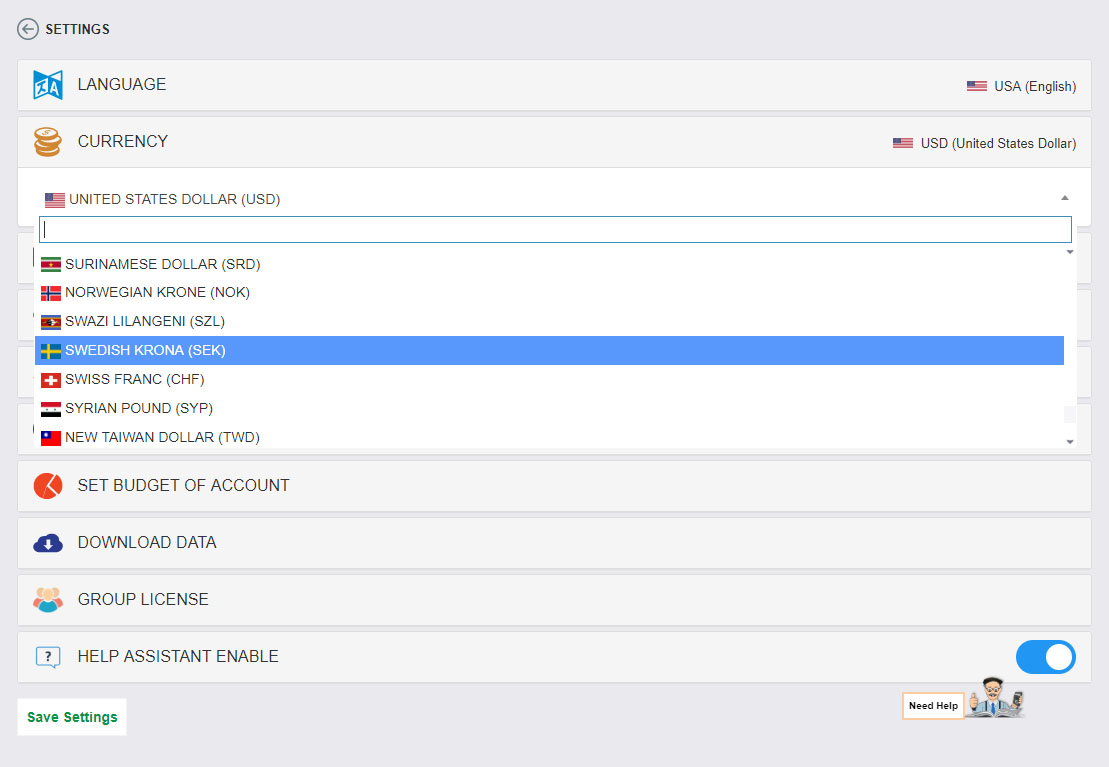 SETTINGS
LANGUAGE
USA (English)
CURRENCY
USD (United States Dollar)
UNITED STATES DOLLAR (USD)
SURINAMESE DOLLAR (SRD)
NORWEGIAN KRONE (NOK)
SWAZI LILANGENI (SZL)
SWEDISH KRONA (SEK)
SWISS FRANC (CHF)
SYRIAN POUND (SYP)
NEW TAIWAN DOLLAR (TWD)
SET BUDGET OF ACCOUNT
DOWNLOAD DATA
GROUP LICENSE
HELP ASSISTANT ENABLE
Need Help
Save Settings